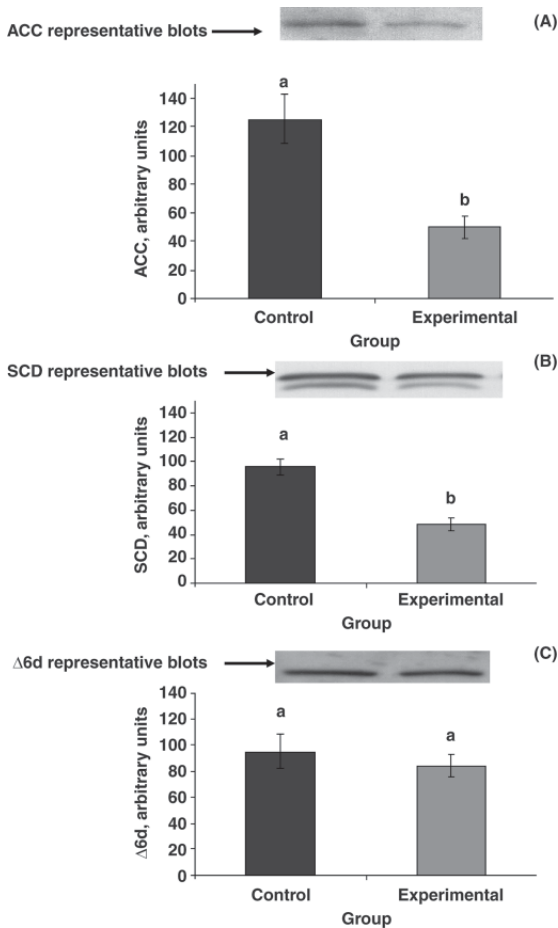 ACC representative blots
(A)
ACC, arbitrary units
140
120
100
80
60
40
20
0
a
b
Control Experimental
Group
SCD representative blots
(B)
SCD, arbitrary units
140
120
100
80
60
40
20
0
a
b
Control Experimental
Group
Δ6d representative blots
(C)
Δ6d, arbitrary units
140
120
100
80
60
40
20
0
a
a
Control Experimental
Group